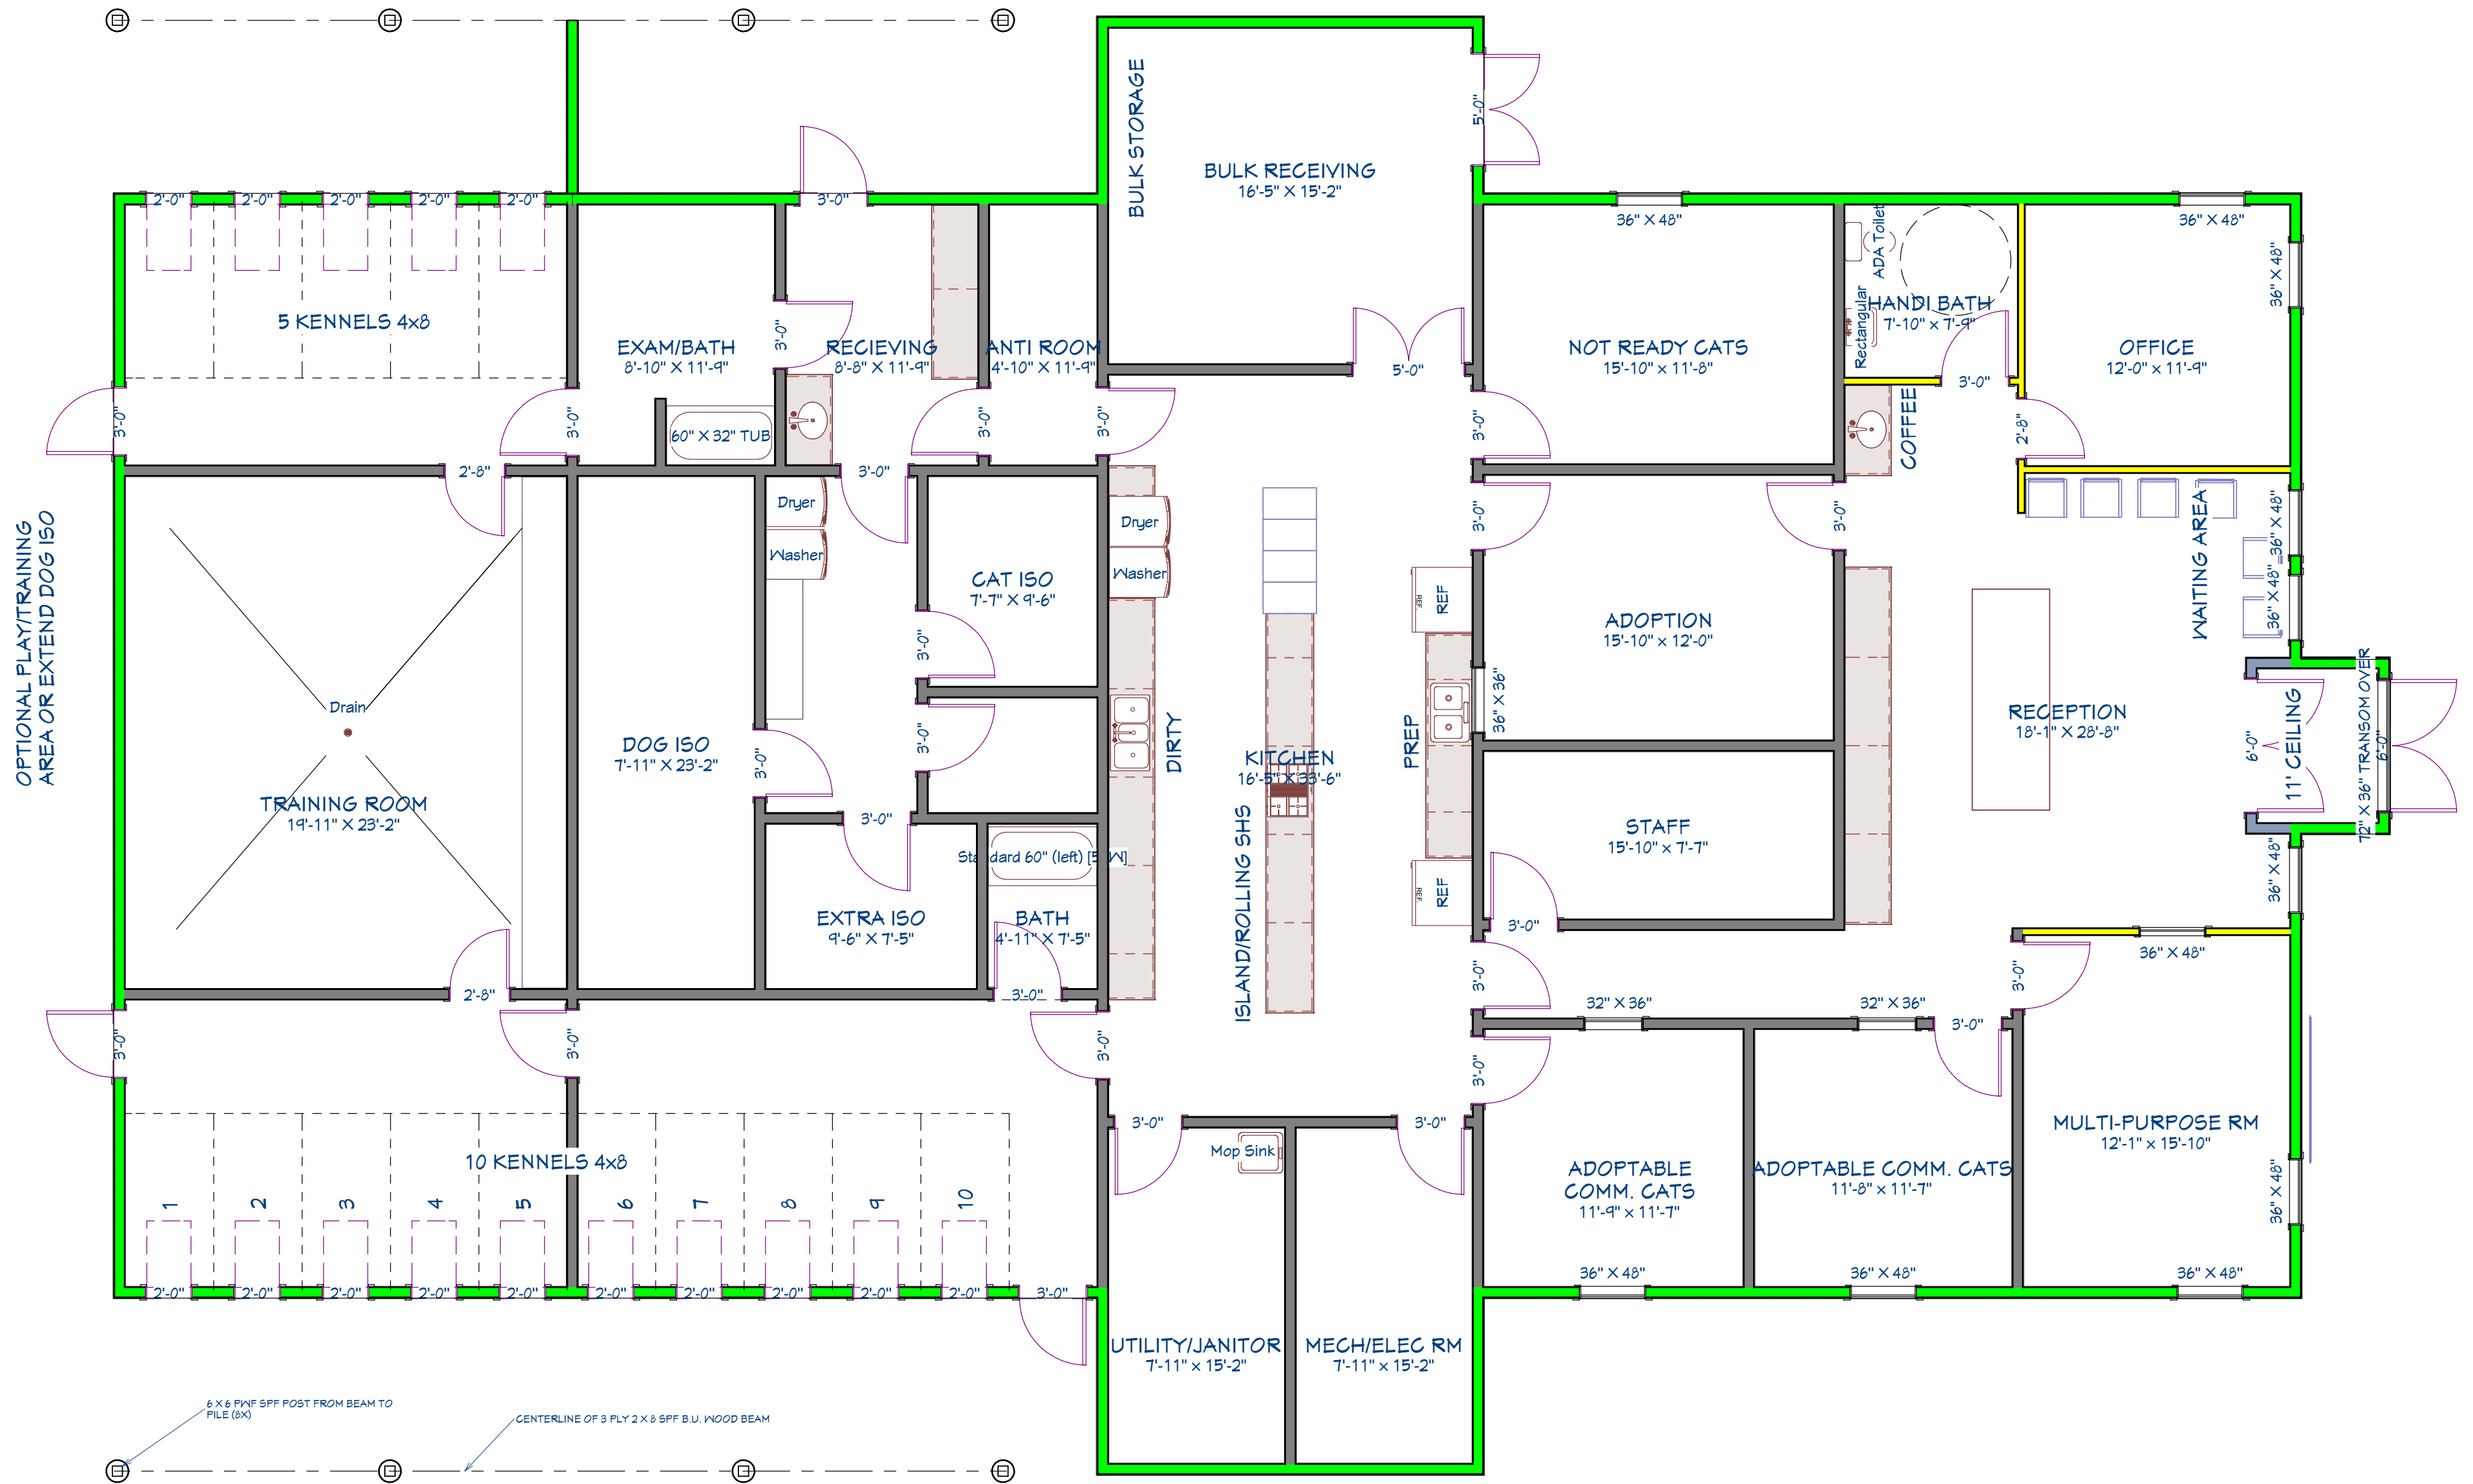 BULK STORAGE
BULK RECEIVING
16'-5" X 15'-2"
5'-0"
5'-0"
2'-0"
2'-0"
2'-0"
2'-0"
2'-0"
3'-0"
5 KENNELS 4x8
3'-0"
3'-0"
2'-8"
EXAM/BATH
8'-10" X 11'-9"
60" X 32" TUB
3'-0"
RECIEVING
8'-8" X 11'-9"
3'-0"
3'-0"
ANTI ROOM
4'-10" X 11'-9"
3'-0"
36" X 48"
NOT READY CATS
15'-10" X 11'-8"
3'-0"
ADA Toilet
Rectangular
HANDI BATH
7'-10" X 7'-9"
3'-0"
COFFEE
36" X 48"
36" X 48"
OFFICE
12'-0" X 11'-9"
2'-8"
OPTIONAL PLAY/TRAINING
AREA OR EXTEND DOG ISO
Drain
TRAINING ROOM
19'-11" X 23'-2"
2'-8"
DOG ISO
7'-11" X 23'-2"
3'-0"
Dryer
Washer
CAT ISO
7'-7" X 9'-6"
3'-0"
3'-0"
3'-0"
EXTRA ISO
9'-6" X 7'-5"
Standard 60" (left)
BATH
4'-11" X 7'-5"
3'-0"
Dryer
Washer
DIRTY
KITCHEN
16'-5" X 33'-6"
ISLAND/ROLLING SHS
PREP
REF.
REF
REF.
REF
3'-0"
36" X 36"
ADOPTION
15'-10" X 12'-0"
3'-0"
STAFF
15'-10" X 7'-7"
3'-0"
WAITING AREA
36" X 48"
36" X 48"
RECEPTION
18'-1" X 28'-8"
6'-0"
11' CEILING
72" X 36" TRANSOM OVER
6'-0"
36" X 48"
36" X 48"
3'-0"
3'-0"
3'-0"
3'-0"
3'-0"
3'-0"
32" X 36"
32" X 36"
3'-0"
10 KENNELS 4x8
1
2
3
4
5
6
7
8
9
10
2'-0"
2'-0"
2'-0"
2'-0"
2'-0"
2'-0"
2'-0"
2'-0"
2'-0"
2'-0"
3'-0"
3'-0"
3'-0"
Mop Sink
UTILITY/JANITOR
7'-11" X 15'-2"
MECH/ELEC RM
7'-11" X 15'-2"
ADOPTABLE
COMM. CATS
11'-9" X 11'-7"
ADOPTABLE COMM. CATS
11'-8" X 11'-7"
MULTI-PURPOSE RM
12'-1" X 15'-10"
36" X 48"
36" X 48"
36" X 48"
36" X 48"
6 X 6 PWF SPF POST FROM BEAM TO
PILE (8X)
CENTERLINE OF 3 PLY 2 X 8 SPF B.U. WOOD BEAM